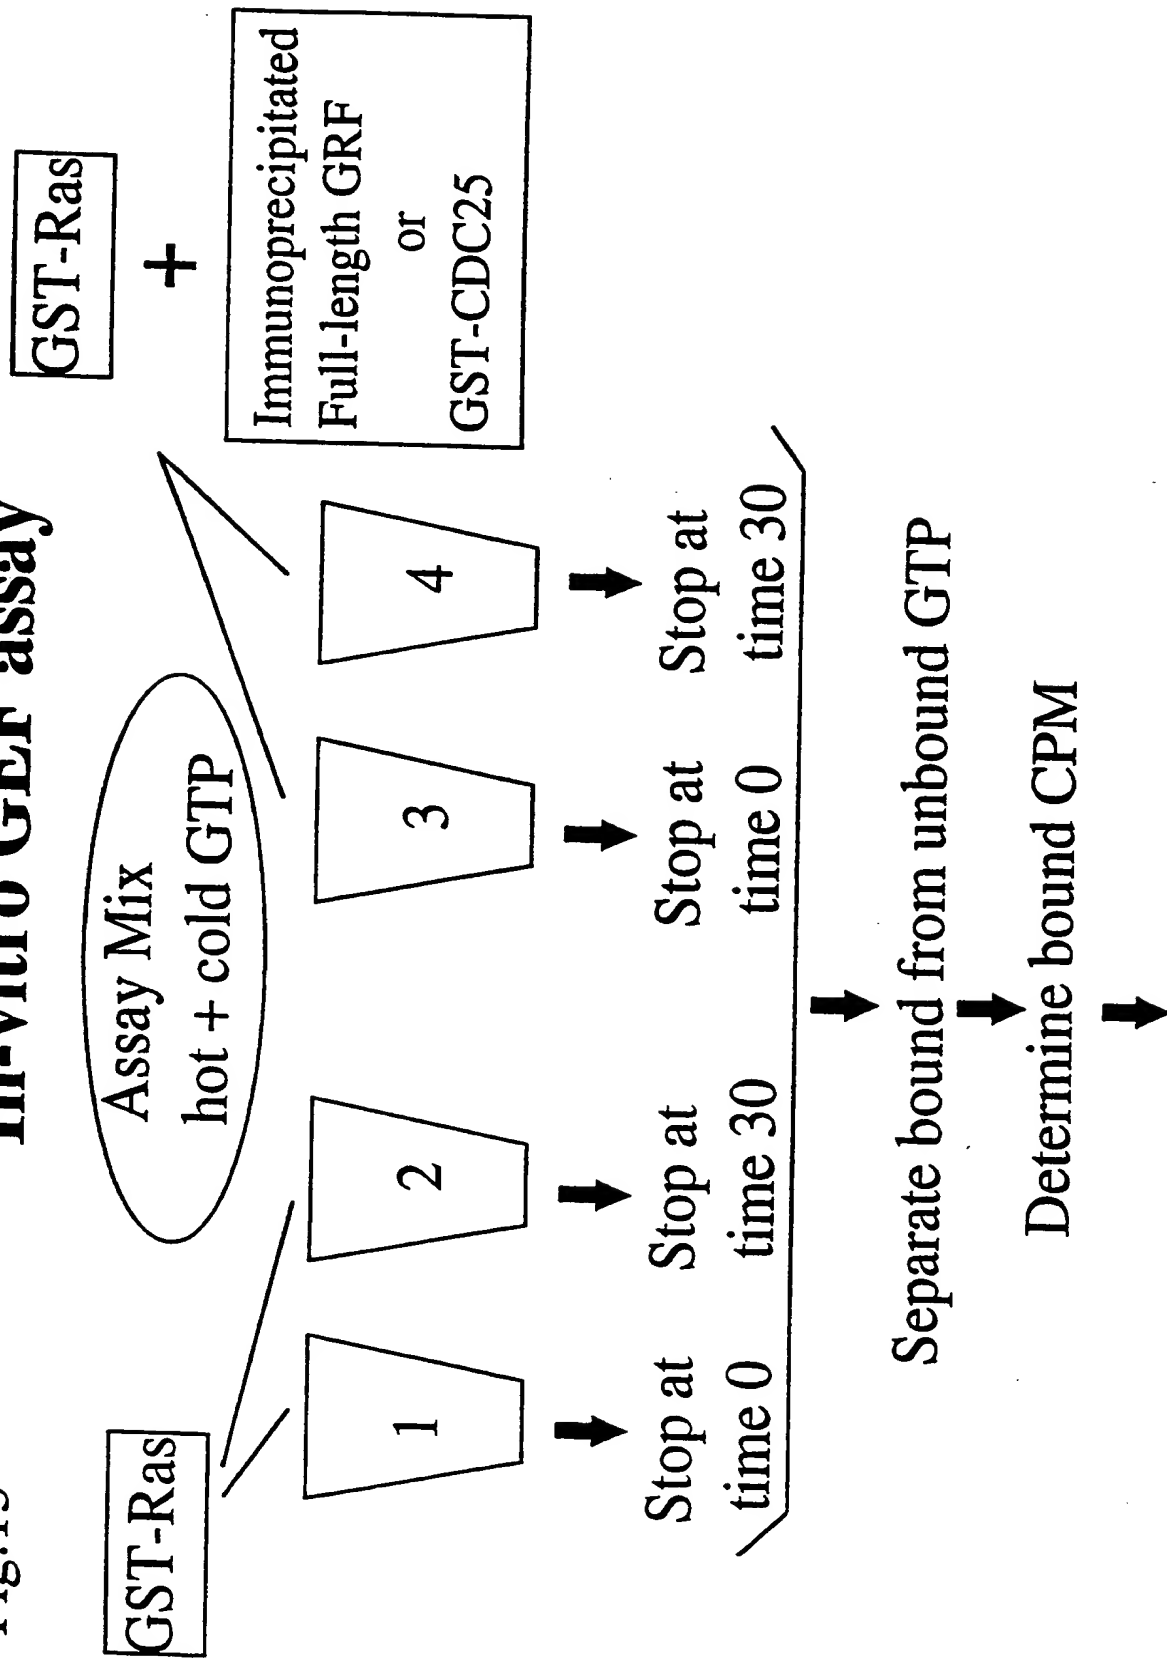 In-vitro GEF assay
GST-Ras
Assay Mix
hot + cold GTP
GST-Ras
+
Immunoprecipitated
Full-length GRF
or
GST-CDC25
1
2
3
4
Stop at
time 0
Stop at
time 30
Stop at
time 0
Stop at
time 30
Separate bound from unbound GTP
Determine bound CPM